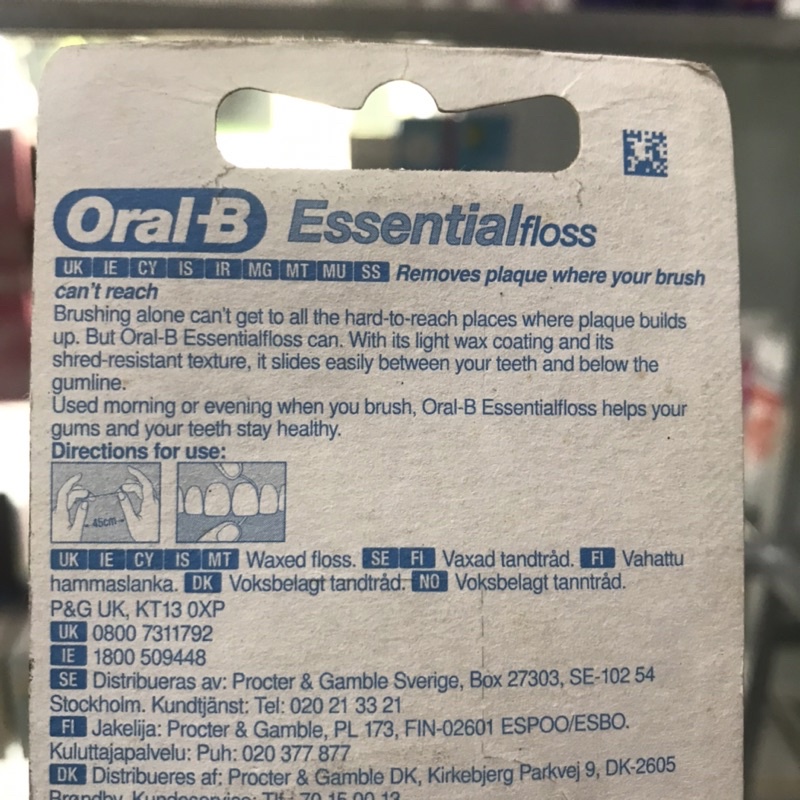 Oral-B Essentialfloss
UK IE CY IS IR MG MT MU SS Removes plaque where your brush
can't reach
Brushing alone can't get to all the hard-to-reach places where plaque builds
up. But Oral-B Essentialfloss can. With its light wax coating and its
shred-resistant texture, it slides easily between your teeth and below the
gumline.
Used morning or evening when you brush, Oral-B Essentialfloss helps your
gums and your teeth stay healthy.
Directions for use:
45cm
UK IE CY IS MT Waxed floss. SE FI Vaxad tandtråd. FI Vahattu
hammaslanka. DK Voksbelagt tandtråd. NO Voksbelagt tanntråd.
P&G UK, KT13 0XP
UK 0800 7311792
IE 1800 509448
SE Distribueras av: Procter & Gamble Sverige, Box 27303, SE-102 54
Stockholm. Kundtjänst: Tel: 020 21 33 21
FI Jakelija: Procter & Gamble, PL 173, FIN-02601 ESPOO/ESBO.
Kuluttajapalvelu: Puh: 020 377 877
DK Distribueres af: Procter & Gamble DK, Kirkebjerg Parkvej 9, DK-2605
Brøndby. Kundeservice: Tlf.: 70 15 00 13